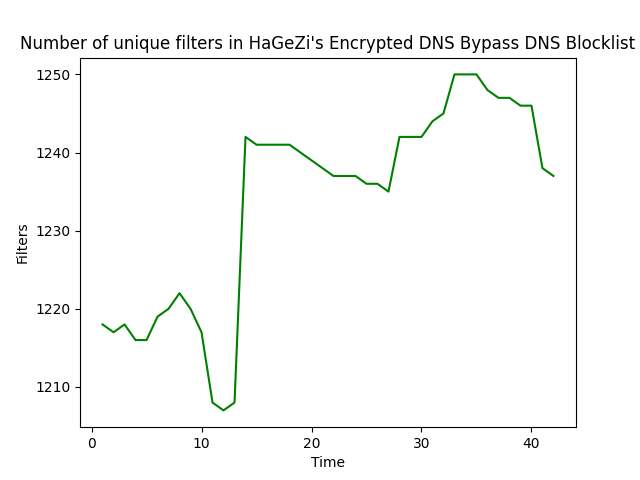 Number of unique filters in HaGeZi's Encrypted DNS Bypass DNS Blocklist
1250
1240
1230
1220
1210
Filters
0 10 20 30 40
Time